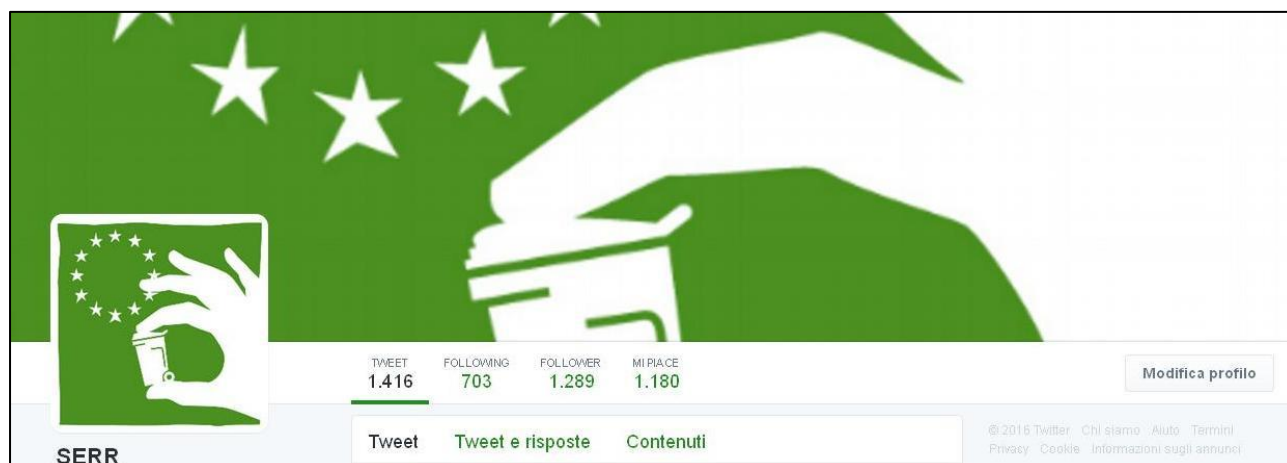 TWEET FOLLOWING FOLLOWER MI PIACE
1.416 703 1.289 1.180
Modifica profilo
SERR
Tweet Tweet e risposte Contenuti
© 2016 Twitter Chi siamo Aiuto Termini
Privacy Cookie Informazioni sugli annunci